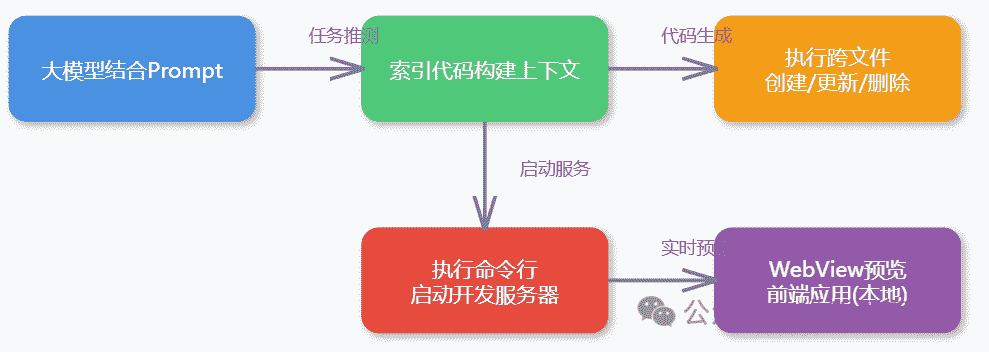 大模型结合Prompt
任务推测
索引代码构建上下文
代码生成
执行跨文件
创建/更新/删除
启动服务
执行命令行
启动开发服务器
实时预
WebView预览
前端应用(本地)
公